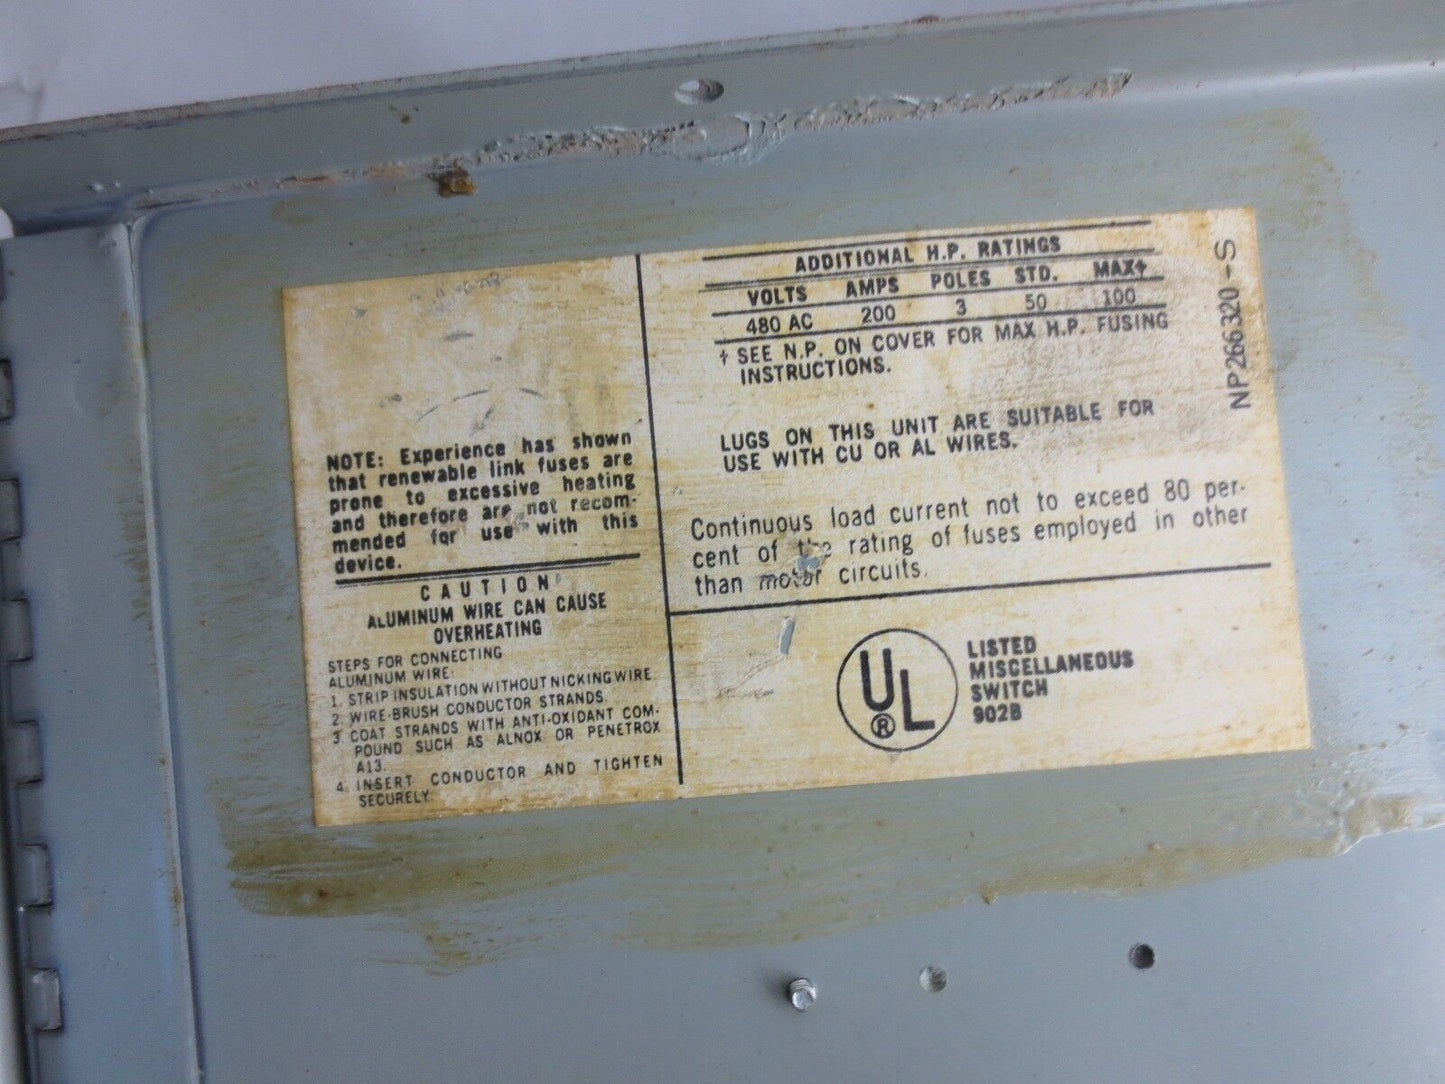 NOTE: Experience has shown
that renewable link fuses are
prone to excessive heating
and therefore are not recom-
mended for use with this
device.
CAUTION
ALUMINUM WIRE CAN CAUSE
OVERHEATING
STEPS FOR CONNECTING
ALUMINUM WIRE:
1. STRIP INSULATION WITHOUT NICKING WIRE.
2. WIRE-BRUSH CONDUCTOR STRANDS.
3. COAT STRANDS WITH ANTI-OXIDANT COM-
POUND SUCH AS ALNOX OR PENETROX
A13.
4. INSERT CONDUCTOR AND TIGHTEN
SECURELY.
ADDITIONAL H.P. RATINGS
VOLTS AMPS POLES STD. MAX†
480 AC 200 3 50 100
† SEE N.P. ON COVER FOR MAX H.P. FUSING
INSTRUCTIONS.
LUGS ON THIS UNIT ARE SUITABLE FOR
USE WITH CU OR AL WIRES.
Continuous load current not to exceed 80 per-
cent of the rating of fuses employed in other
than motor circuits.
UL ®
LISTED
MISCELLANEOUS
SWITCH
902B
NP266320-S